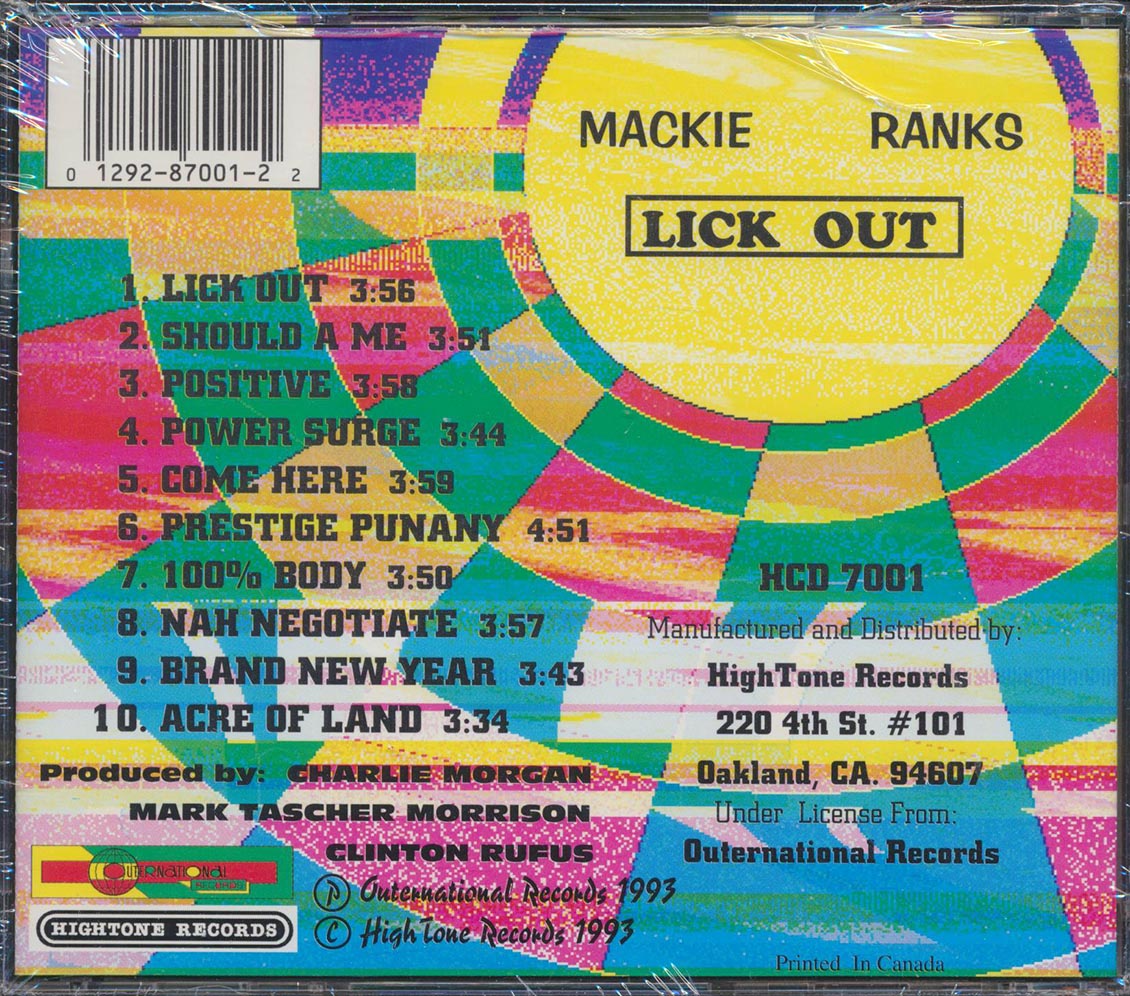 0 1292-87001-2 2
MACKIE RANKS
LICK OUT
1. LICK OUT 3:56
2. SHOULD A ME 3:51
3. POSITIVE 3:58
4. POWER SURGE 3:44
5. COME HERE 3:59
6. PRESTIGE PUNANY 4:51
7. 100% BODY 3:50
8. NAH NEGOTIATE 3:57
9. BRAND NEW YEAR 3:43
10. ACRE OF LAND 3:34
Produced by: CHARLIE MORGAN
MARK TASCHER MORRISON
CLINTON RUFUS
Ⓟ Outernational Records 1993
© HighTone Records 1993
OUTERNATIONAL
RECORDS
HIGHTONE RECORDS
HCD 7001
Manufactured and Distributed by:
HighTone Records
220 4th St. #101
Oakland, CA. 94607
Under License From:
Outernational Records
Printed In Canada